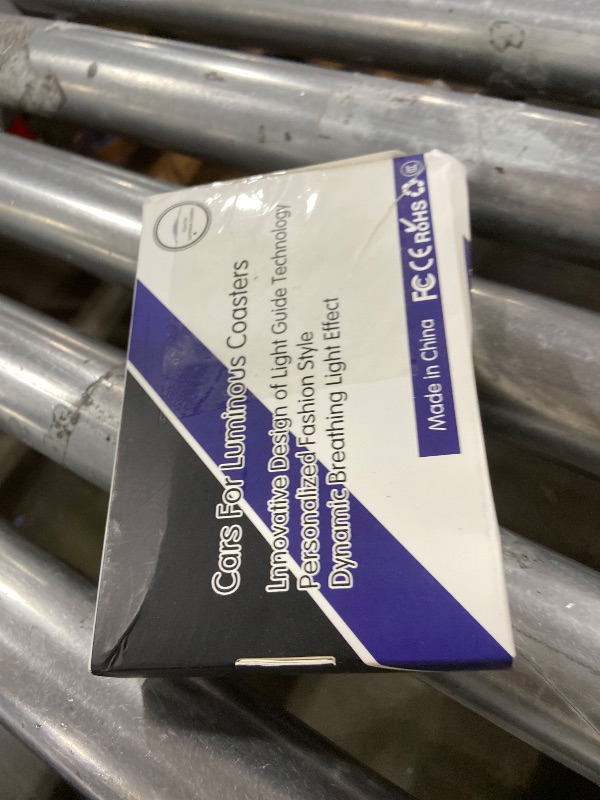 Cars For Luminous Coasters
Lnnovative Design of Light Guide Technology
Personalized Fashion Style
Dynamic Breathing Light Effect
Made in China FC CE RoHS